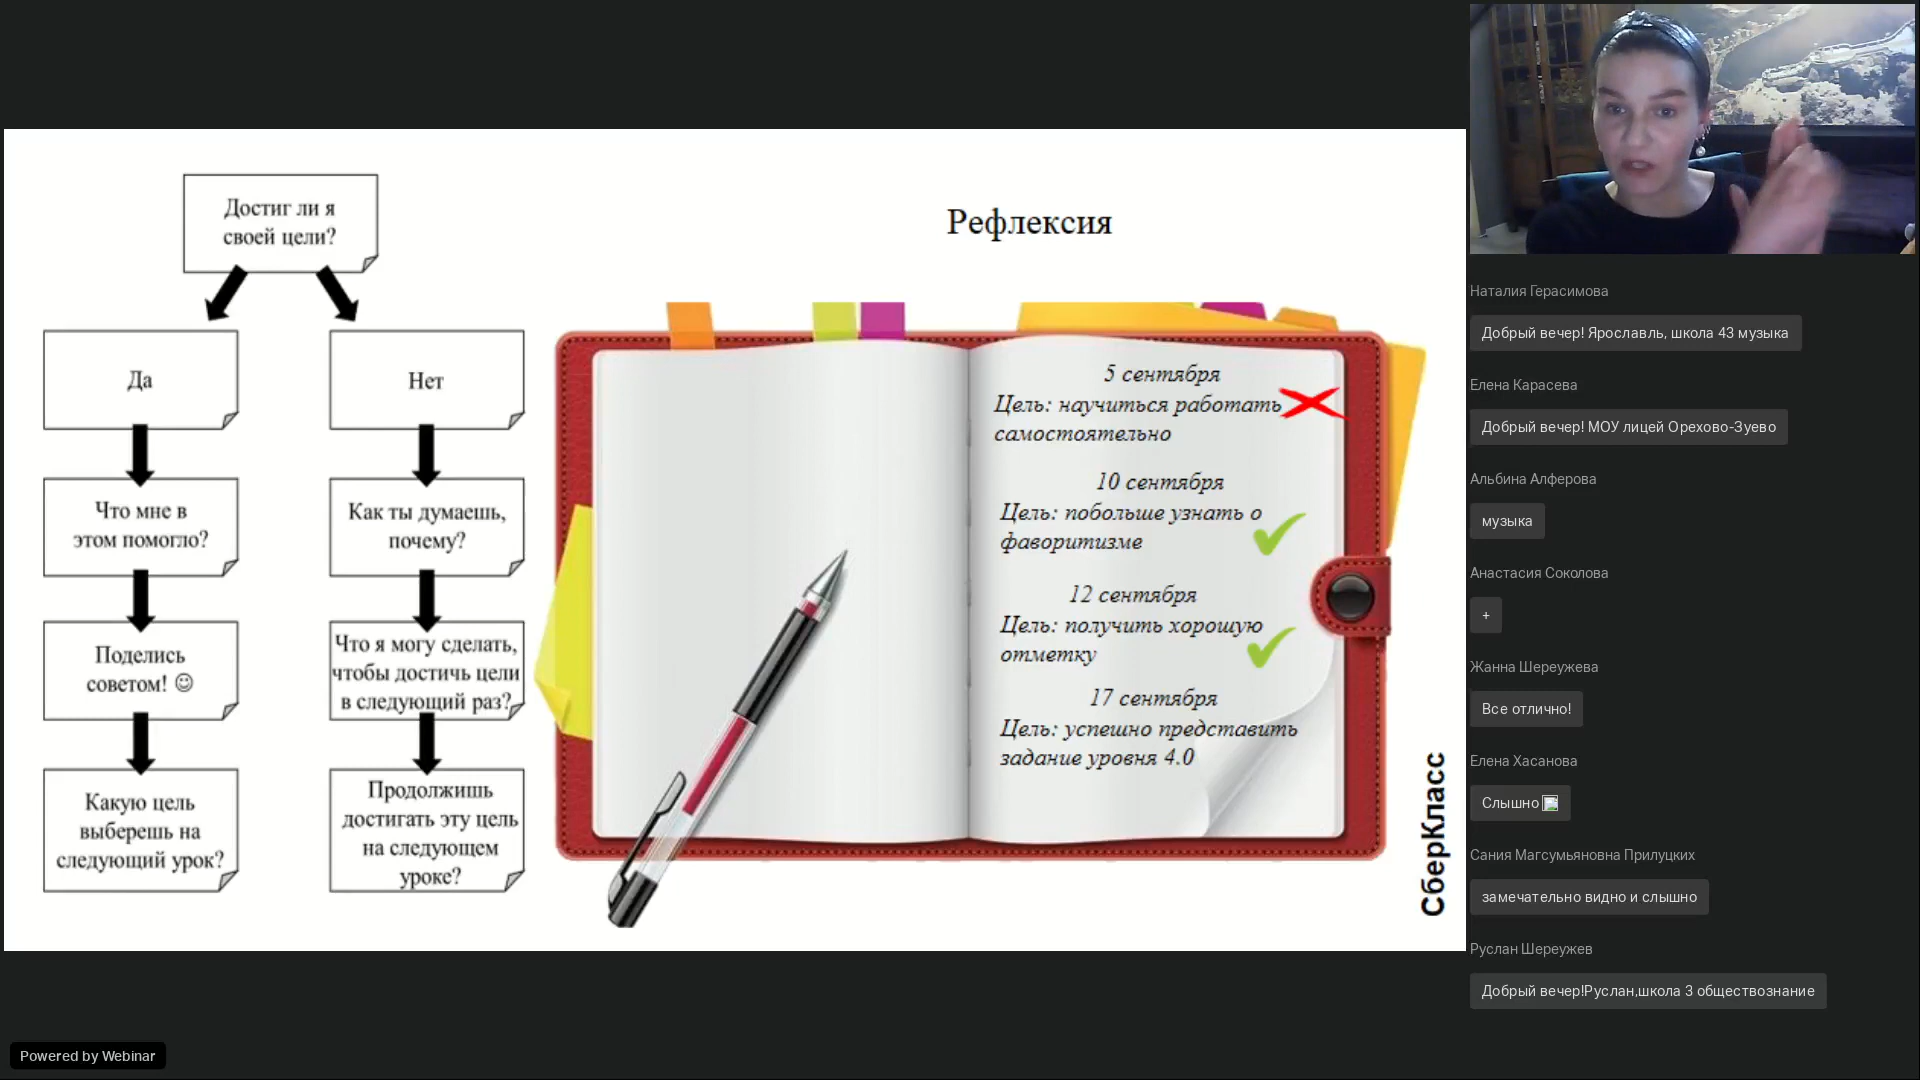 Достиг ли я
своей цели?
Да
Что мне в
этом помогло?
Поделись
советом! ☺
Какую цель
выберешь на
следующий урок?
Нет
Как ты думаешь,
почему?
Что я могу сделать,
чтобы достичь цели
в следующий раз?
Продолжишь
достигать эту цель
на следующем
уроке?
Рефлексия
5 сентября
Цель: научиться работать
самостоятельно
10 сентября
Цель: побольше узнать о
фаворитизме
12 сентября
Цель: получить хорошую
отметку
17 сентября
Цель: успешно представить
задание уровня 4.0
СберКласс
Наталия Герасимова
Добрый вечер! Ярославль, школа 43 музыка
Елена Карасева
Добрый вечер! МОУ лицей Орехово-Зуево
Альбина Алферова
музыка
Анастасия Соколова
+
Жанна Шереужева
Все отлично!
Елена Хасанова
Слышно
Сания Магсумьяновна Прилуцких
замечательно видно и слышно
Руслан Шереужев
Добрый вечер!Руслан,школа 3 обществознание
Powered by Webinar